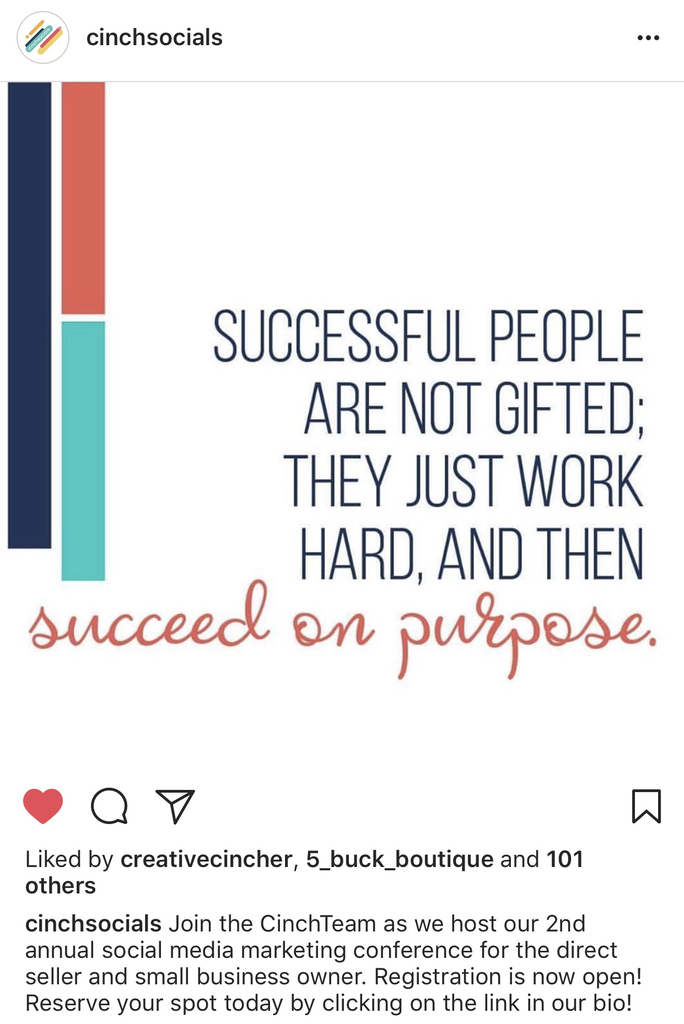 cinchsocials
SUCCESSFUL PEOPLE
ARE NOT GIFTED;
THEY JUST WORK
HARD, AND THEN
succeed on purpose.
Liked by creativecincher, 5_buck_boutique and 101
others
cinchsocials Join the CinchTeam as we host our 2nd
annual social media marketing conference for the direct
seller and small business owner. Registration is now open!
Reserve your spot today by clicking on the link in our bio!